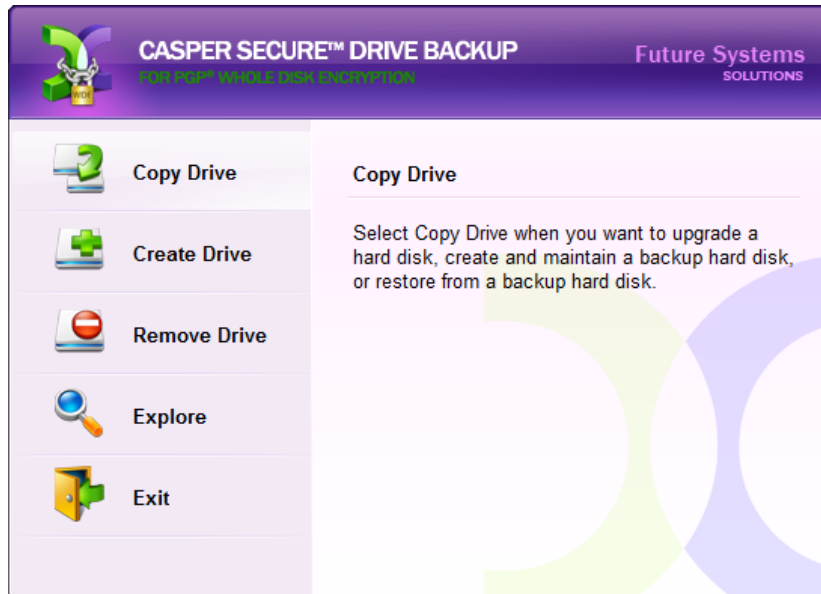 CASPER SECURE™ DRIVE BACKUP
FOR PGP® WHOLE DISK ENCRYPTION
Future Systems
SOLUTIONS
WDE
Copy Drive
Create Drive
Remove Drive
Explore
Exit
Copy Drive
Select Copy Drive when you want to upgrade a
hard disk, create and maintain a backup hard disk,
or restore from a backup hard disk.